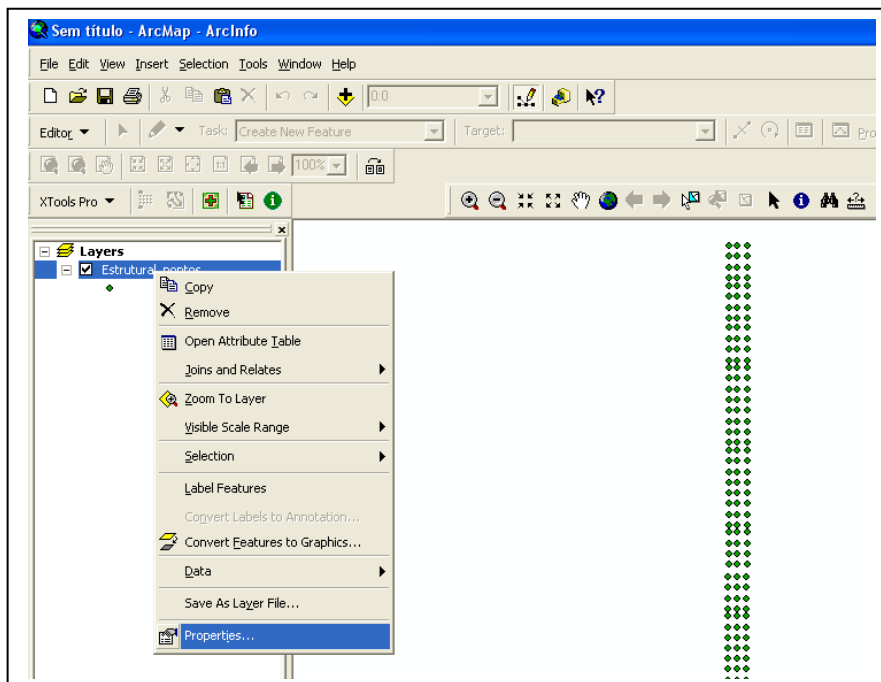 Sem título - ArcMap - ArcInfo
File Edit View Insert Selection Tools Window Help
0:0
Editor Task: Create New Feature Target:
1:1 100%
XTools Pro
Layers
Estrutural_pontos
Copy
Remove
Open Attribute Table
Joins and Relates
Zoom To Layer
Visible Scale Range
Selection
Label Features
Convert Labels to Annotation...
Convert Features to Graphics...
Data
Save As Layer File...
Properties...